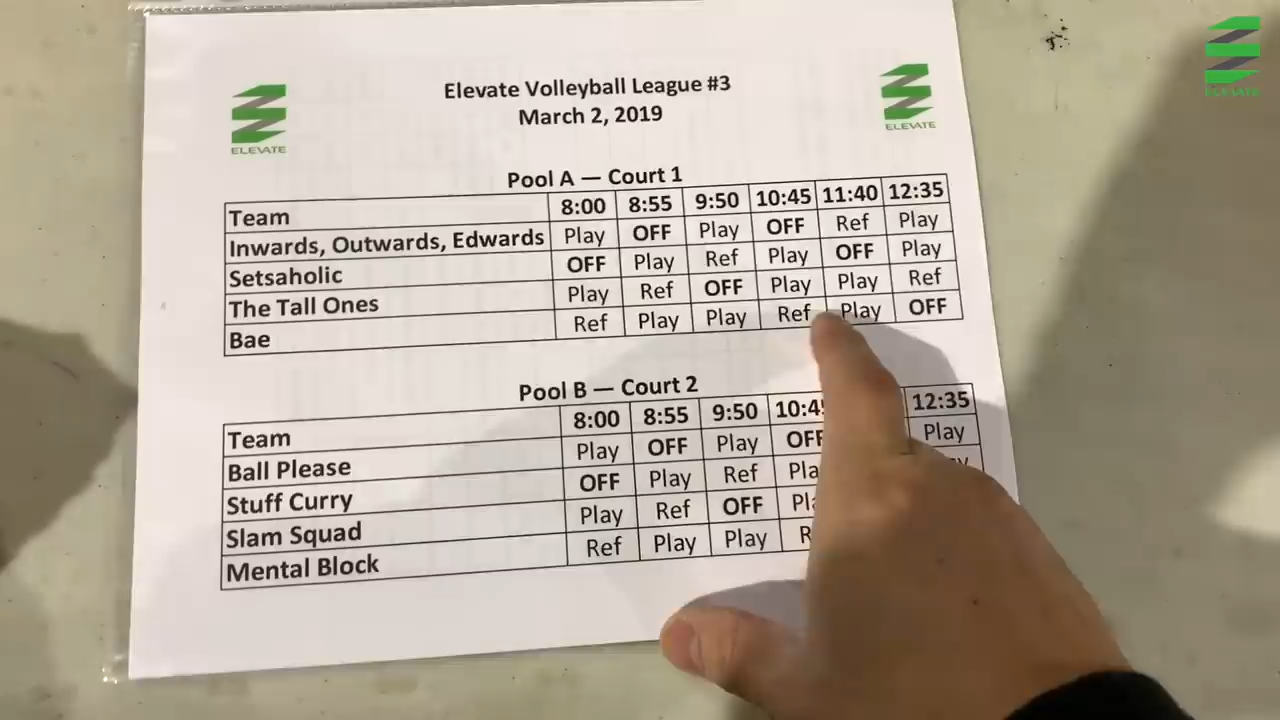 ELEVATE
Elevate Volleyball League #3
March 2, 2019
ELEVATE
ELEVATE
Pool A — Court 1
Team 8:00 8:55 9:50 10:45 11:40 12:35
Inwards, Outwards, Edwards Play OFF Play OFF Ref Play
Setsaholic OFF Play Ref Play OFF Play
The Tall Ones Play Ref OFF Play Play Ref
Bae Ref Play Play Ref Play OFF
Pool B — Court 2
Team 8:00 8:55 9:50 12:35
Ball Please Play OFF Play OFF Play
Stuff Curry OFF Play Ref
Slam Squad Play Ref OFF
Mental Block Ref Play Play